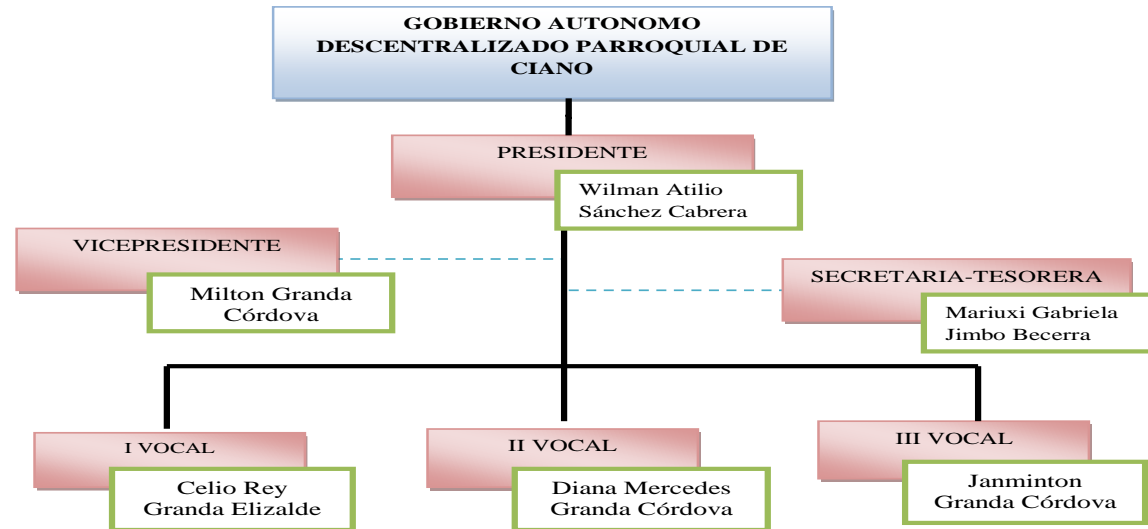 GOBIERNO AUTONOMO
DESCENTRALIZADO PARROQUIAL DE
CIANO
PRESIDENTE
Wilman Atilio
Sánchez Cabrera
VICEPRESIDENTE
Milton Granda
Córdova
SECRETARIA-TESORERA
Mariuxi Gabriela
Jimbo Becerra
I VOCAL
Celio Rey
Granda Elizalde
II VOCAL
Diana Mercedes
Granda Córdova
III VOCAL
Janminton
Granda Córdova